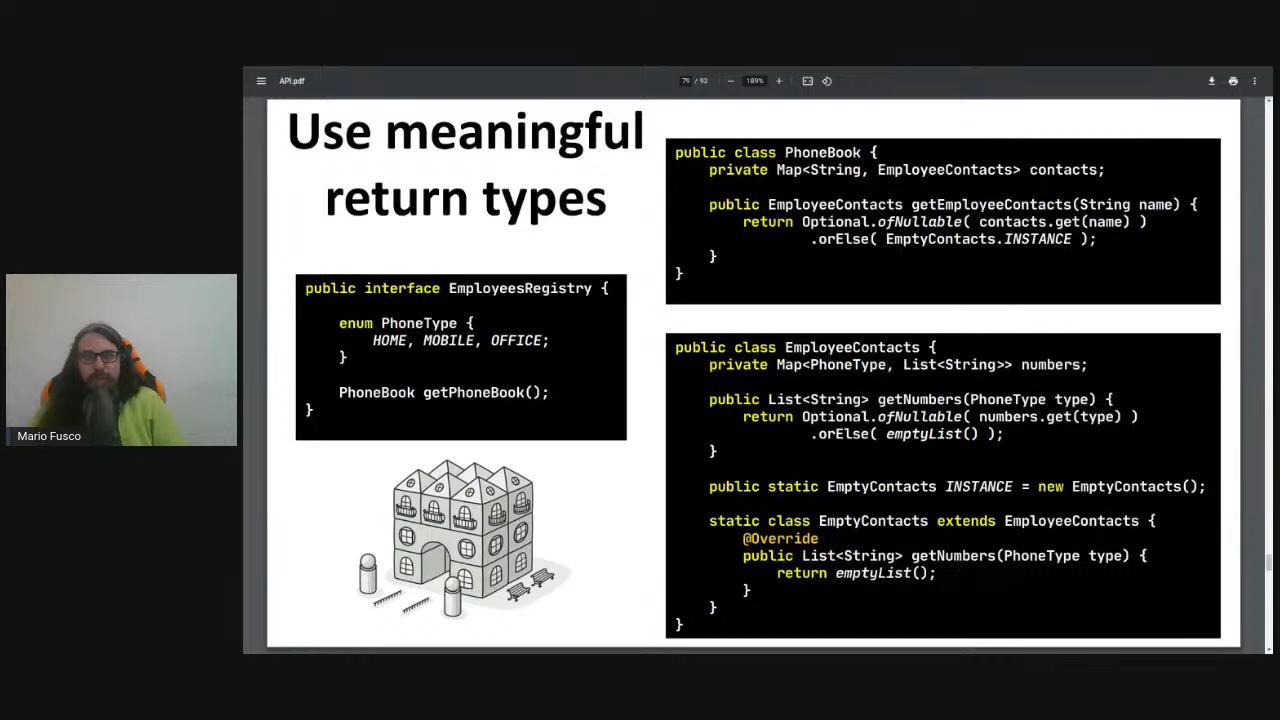 API.pdf
79 / 92
189%
Use meaningful
return types
public interface EmployeesRegistry {
enum PhoneType {
HOME, MOBILE, OFFICE;
}
PhoneBook getPhoneBook();
}
public class PhoneBook {
private Map<String, EmployeeContacts> contacts;
public EmployeeContacts getEmployeeContacts(String name) {
return Optional.ofNullable( contacts.get(name) )
.orElse( EmptyContacts.INSTANCE );
}
}
public class EmployeeContacts {
private Map<PhoneType, List<String>> numbers;
public List<String> getNumbers(PhoneType type) {
return Optional.ofNullable( numbers.get(type) )
.orElse( emptyList() );
}
public static EmptyContacts INSTANCE = new EmptyContacts();
static class EmptyContacts extends EmployeeContacts {
@Override
public List<String> getNumbers(PhoneType type) {
return emptyList();
}
}
}
Mario Fusco